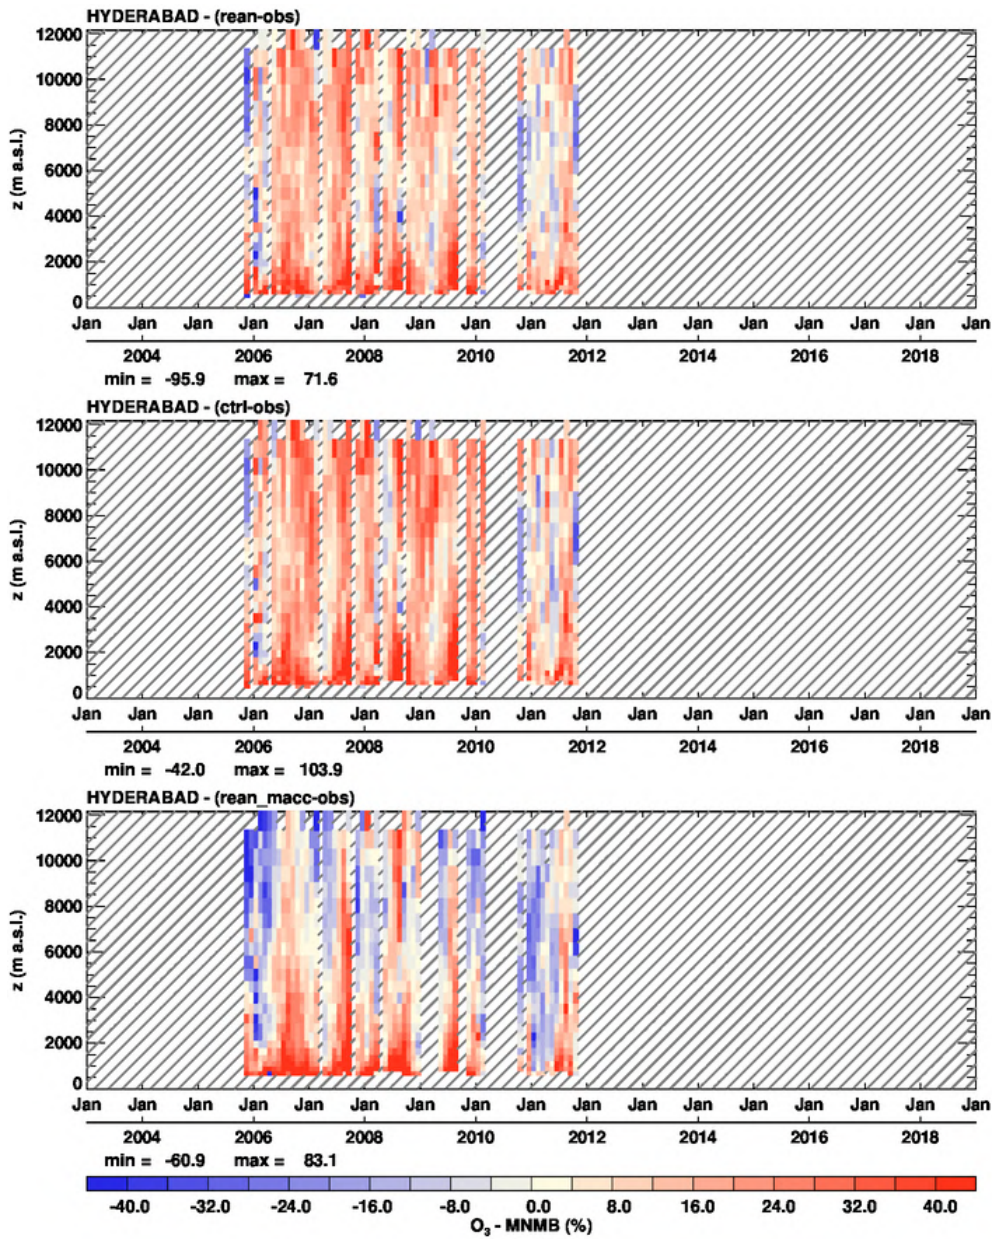 HYDERABAD - (rean-obs)
12000
10000
8000
6000
4000
2000
0
z (m a.s.l.)
Jan Jan Jan Jan Jan Jan Jan Jan Jan Jan Jan Jan Jan Jan Jan Jan Jan
2004 2006 2008 2010 2012 2014 2016 2018
min = -95.9 max = 71.6
HYDERABAD - (ctrl-obs)
12000
10000
8000
6000
4000
2000
0
z (m a.s.l.)
Jan Jan Jan Jan Jan Jan Jan Jan Jan Jan Jan Jan Jan Jan Jan Jan Jan
2004 2006 2008 2010 2012 2014 2016 2018
min = -42.0 max = 103.9
HYDERABAD - (rean_macc-obs)
12000
10000
8000
6000
4000
2000
0
z (m a.s.l.)
Jan Jan Jan Jan Jan Jan Jan Jan Jan Jan Jan Jan Jan Jan Jan Jan Jan
2004 2006 2008 2010 2012 2014 2016 2018
min = -60.9 max = 83.1
-40.0 -32.0 -24.0 -16.0 -8.0 0.0 8.0 16.0 24.0 32.0 40.0
O₃ - MNMB (%)